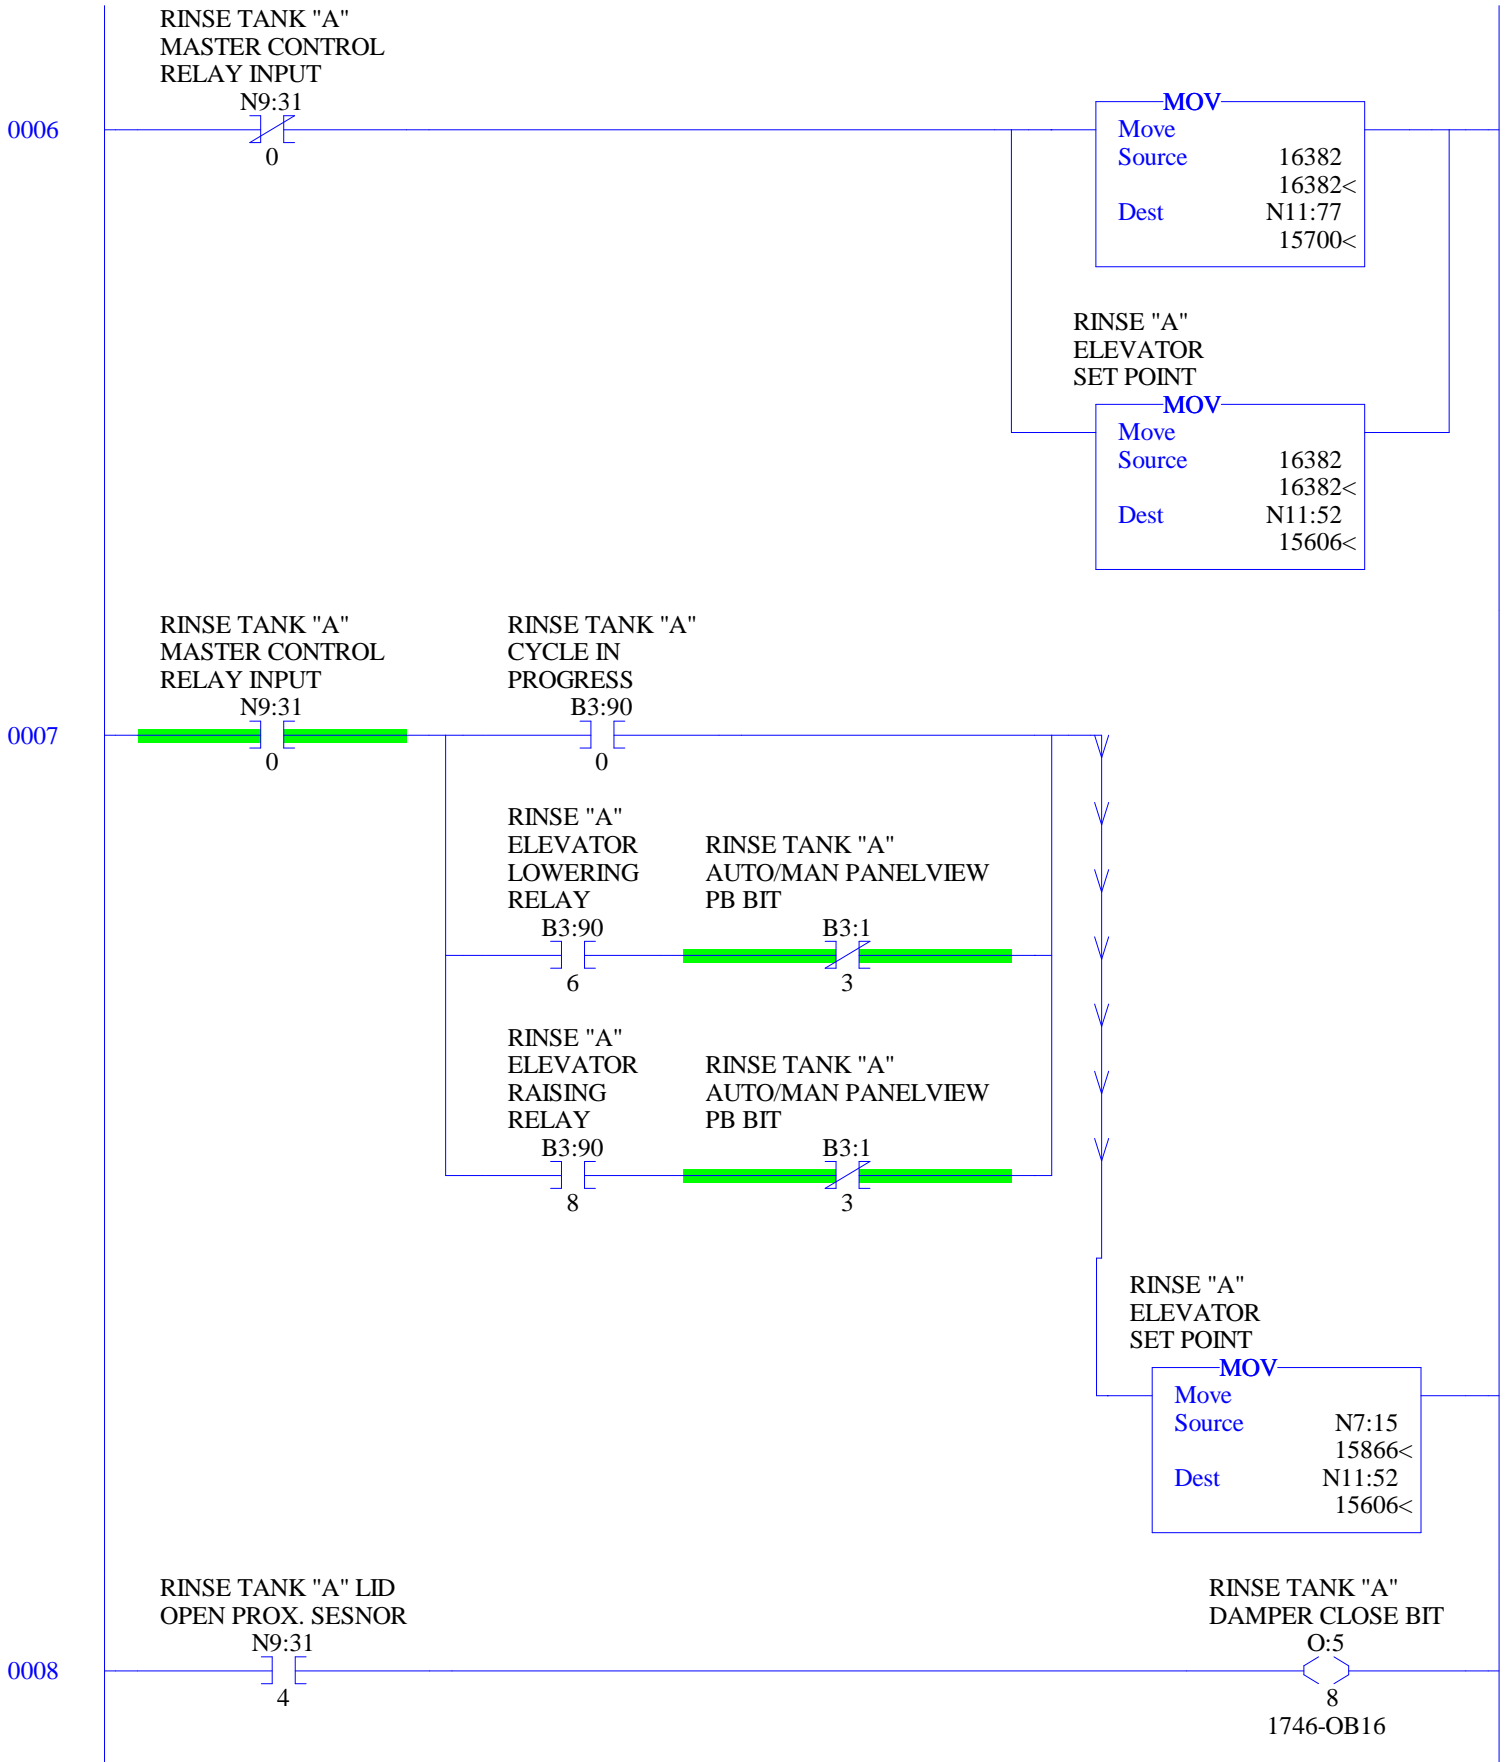 RINSE TANK "A"
MASTER CONTROL
RELAY INPUT
N9:31
0006
0
MOV
Move
Source 16382
16382<
Dest N11:77
15700<
RINSE "A"
ELEVATOR
SET POINT
MOV
Move
Source 16382
16382<
Dest N11:52
15606<
RINSE TANK "A"
MASTER CONTROL
RELAY INPUT
N9:31
0007
0
RINSE TANK "A"
CYCLE IN
PROGRESS
B3:90
0
RINSE "A"
ELEVATOR
LOWERING
RELAY
B3:90
6
RINSE TANK "A"
AUTO/MAN PANELVIEW
PB BIT
B3:1
3
RINSE "A"
ELEVATOR
RAISING
RELAY
B3:90
8
RINSE TANK "A"
AUTO/MAN PANELVIEW
PB BIT
B3:1
3
RINSE "A"
ELEVATOR
SET POINT
MOV
Move
Source N7:15
15866<
Dest N11:52
15606<
RINSE TANK "A" LID
OPEN PROX. SESNOR
N9:31
0008
4
RINSE TANK "A"
DAMPER CLOSE BIT
O:5
8
1746-OB16